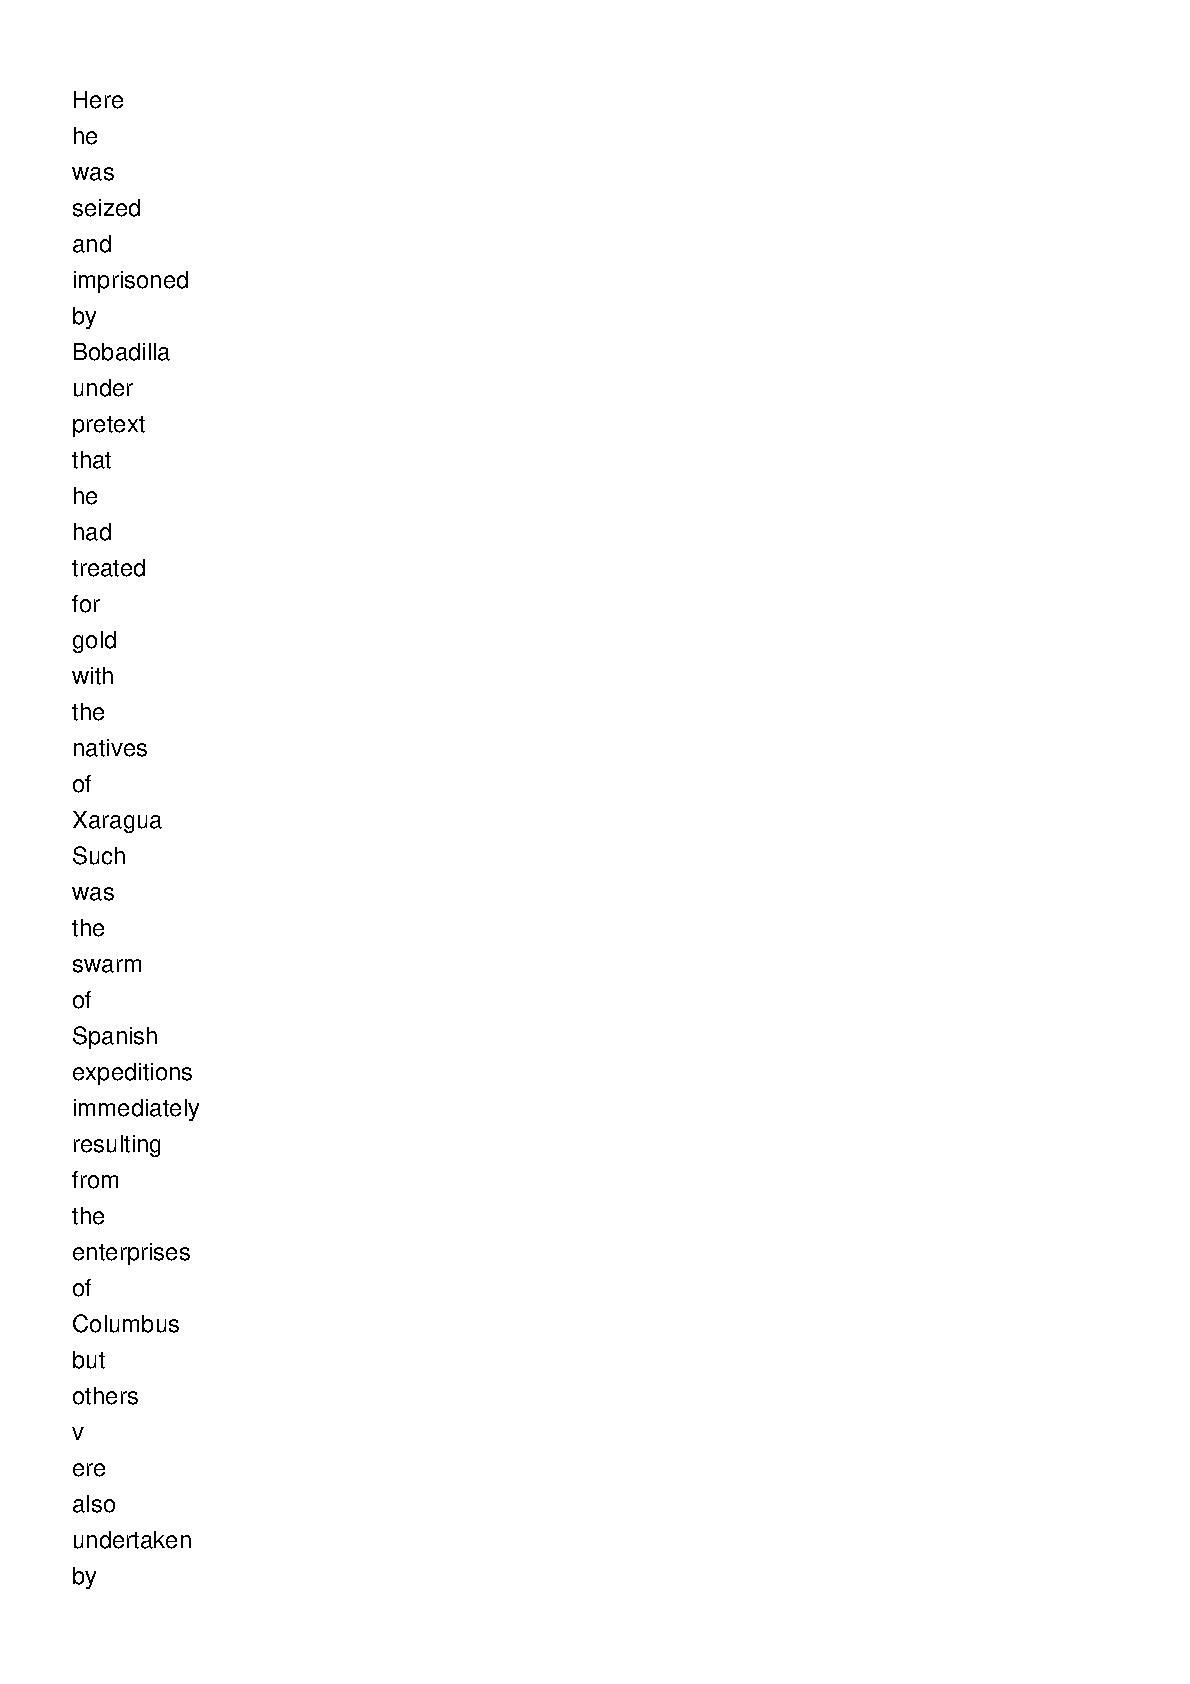 Here
he
was
seized
and
imprisoned
by
Bobadilla
under
pretext
that
he
had
treated
for
gold
with
the
natives
of
Xaragua
Such
was
the
swarm
of
Spanish
expeditions
immediately
resulting
from
the
enterprises
of
Columbus
but
others
v
ere
also
undertaken
by